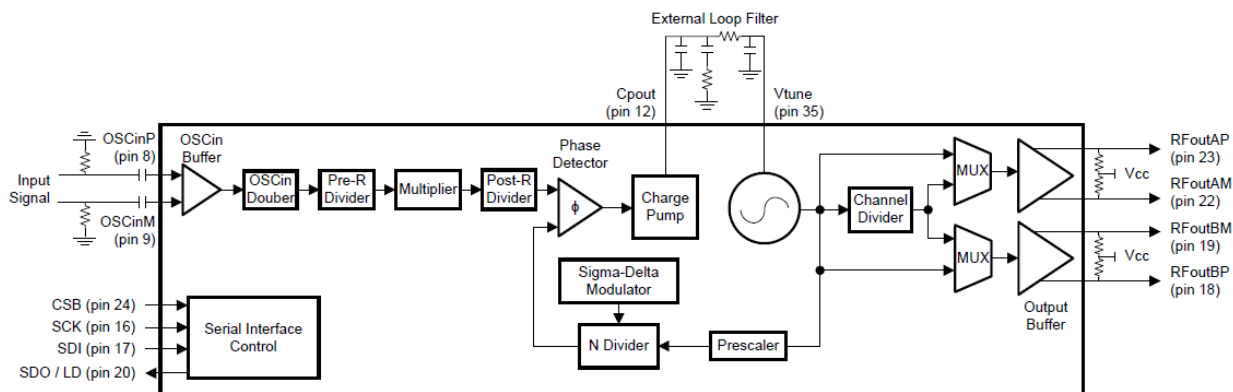 External Loop Filter
Cpout
(pin 12)
Vtune
(pin 35)
OSCinP
(pin 8)
OSCin
Buffer
Input
Signal
OSCinM
(pin 9)
OSCin
Douber
Pre-R
Divider
Multiplier
Post-R
Divider
Phase
Detector
ϕ
Charge
Pump
Channel
Divider
MUX
MUX
RFoutAP
(pin 23)
Vcc
RFoutAM
(pin 22)
RFoutBM
(pin 19)
Vcc
RFoutBP
(pin 18)
Output
Buffer
Sigma-Delta
Modulator
N Divider
Prescaler
CSB (pin 24)
SCK (pin 16)
SDI (pin 17)
SDO / LD (pin 20)
Serial Interface
Control